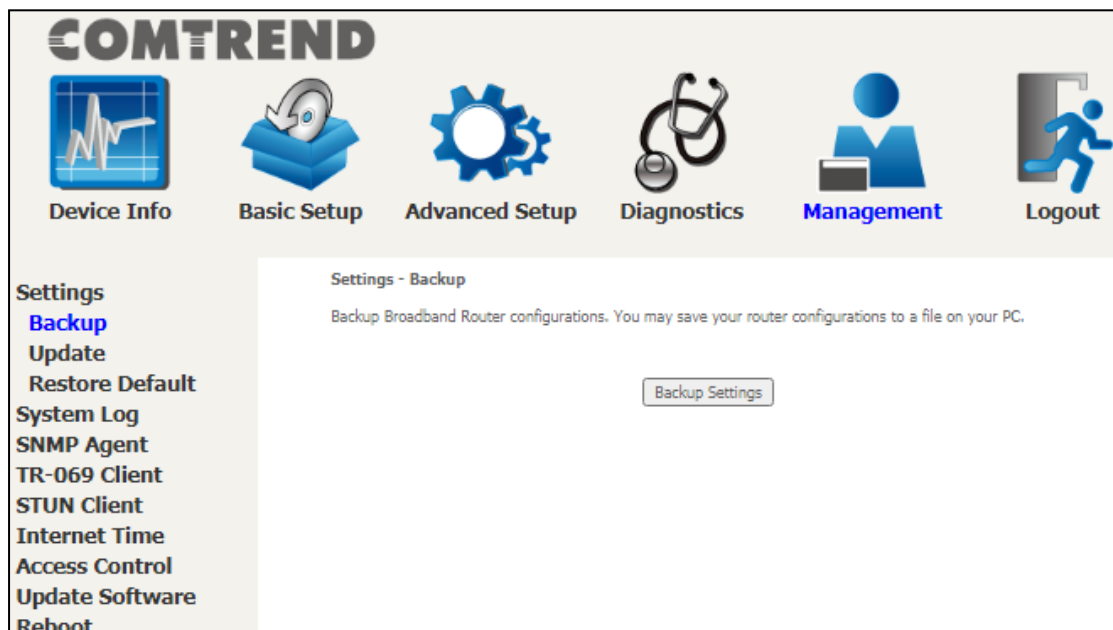 COMTREND
Device Info
Basic Setup
Advanced Setup
Diagnostics
Management
Logout
Settings
Backup
Update
Restore Default
System Log
SNMP Agent
TR-069 Client
STUN Client
Internet Time
Access Control
Update Software
Reboot
Settings - Backup
Backup Broadband Router configurations. You may save your router configurations to a file on your PC.
Backup Settings